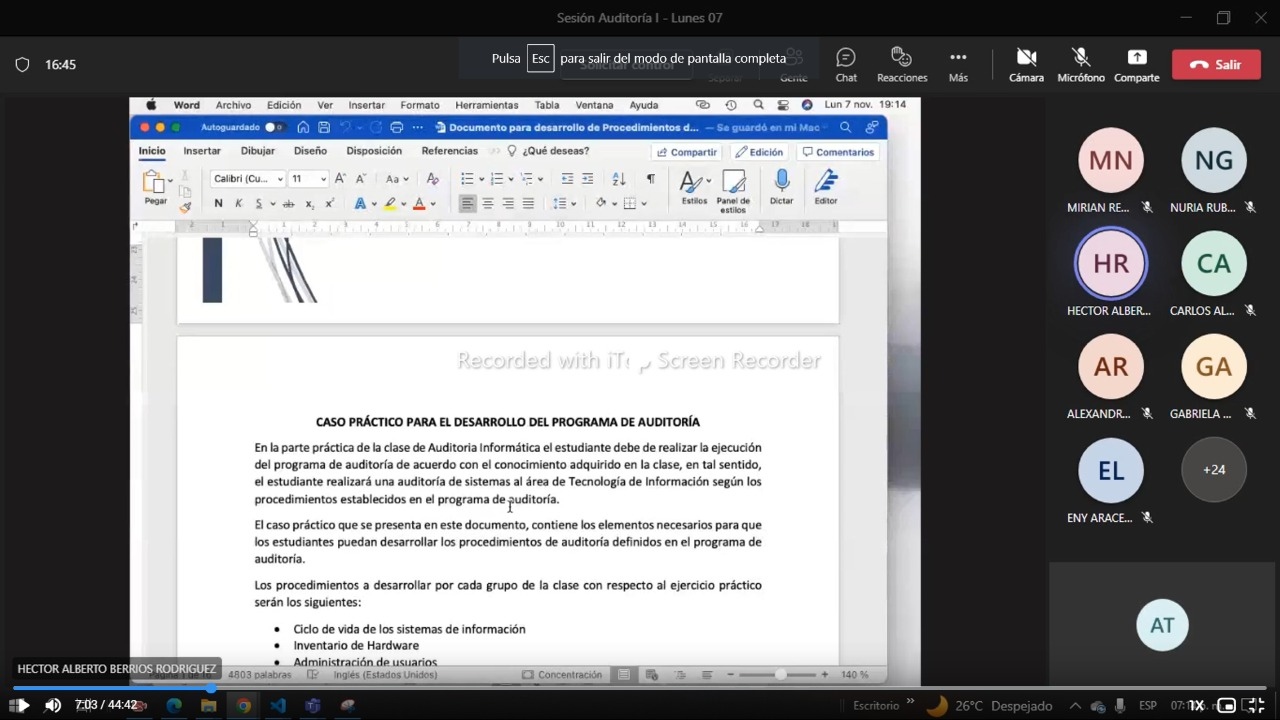 Sesión Auditoría I - Lunes 07
16:45
Pulsa Esc para salir del modo de pantalla completa
Gente
Chat
Reacciones
Más
Cámara
Micrófono
Comparte
Salir
Word Archivo Edición Ver Insertar Formato Herramientas Tabla Ventana Ayuda Lun 7 nov. 19:14
Autoguardado Documento para desarrollo de Procedimientos d... — Se guardó en mi Mac
Inicio Insertar Dibujar Diseño Disposición Referencias ¿Qué deseas? Compartir Edición Comentarios
Pegar Calibri (Cu... 11 Estilos Panel de estilos Dictar Editor
Recorded with iT Screen Recorder
CASO PRÁCTICO PARA EL DESARROLLO DEL PROGRAMA DE AUDITORÍA
En la parte práctica de la clase de Auditoria Informática el estudiante debe de realizar la ejecución
del programa de auditoría de acuerdo con el conocimiento adquirido en la clase, en tal sentido,
el estudiante realizará una auditoría de sistemas al área de Tecnología de Información según los
procedimientos establecidos en el programa de auditoría.
El caso práctico que se presenta en este documento, contiene los elementos necesarios para que
los estudiantes puedan desarrollar los procedimientos de auditoría definidos en el programa de
auditoría.
Los procedimientos a desarrollar por cada grupo de la clase con respecto al ejercicio práctico
serán los siguientes:
• Ciclo de vida de los sistemas de información
• Inventario de Hardware
• Administración de usuarios
4803 palabras Inglés (Estados Unidos) Concentración 140 %
MN NG
MIRIAN RE... NURIA RUB...
HR CA
HECTOR ALBER... CARLOS AL...
AR GA
ALEXANDR... GABRIELA ...
EL +24
ENY ARACE...
AT
HECTOR ALBERTO BERRIOS RODRIGUEZ
7:03 / 44:42
Escritorio 26°C Despejado ESP 1X